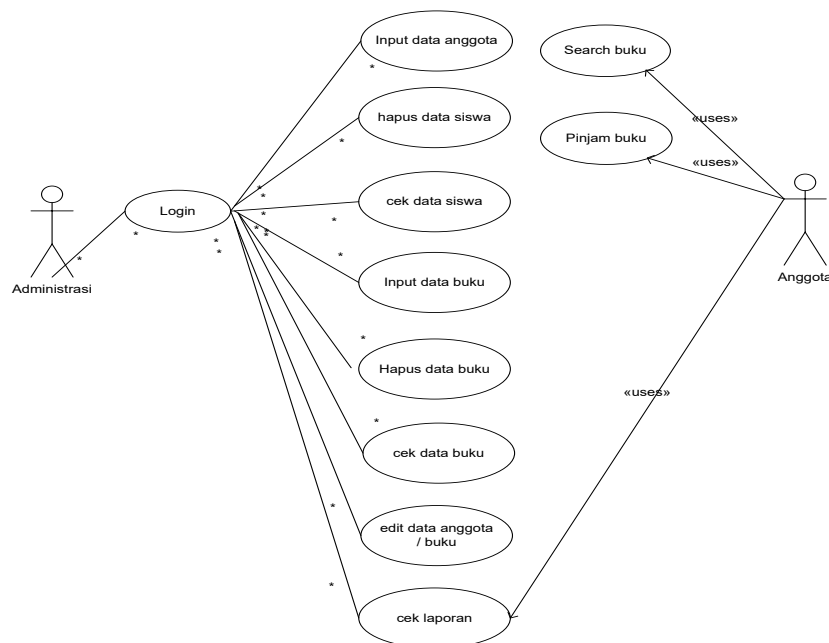 Input data anggota
Search buku
*
hapus data siswa
«uses»
Pinjam buku
*
«uses»
*
*
cek data siswa
Login
*
*
*
*
*
*
*
*
*
*
Administrasi
Input data buku
Anggota
*
Hapus data buku
«uses»
*
cek data buku
*
edit data anggota
/ buku
*
cek laporan